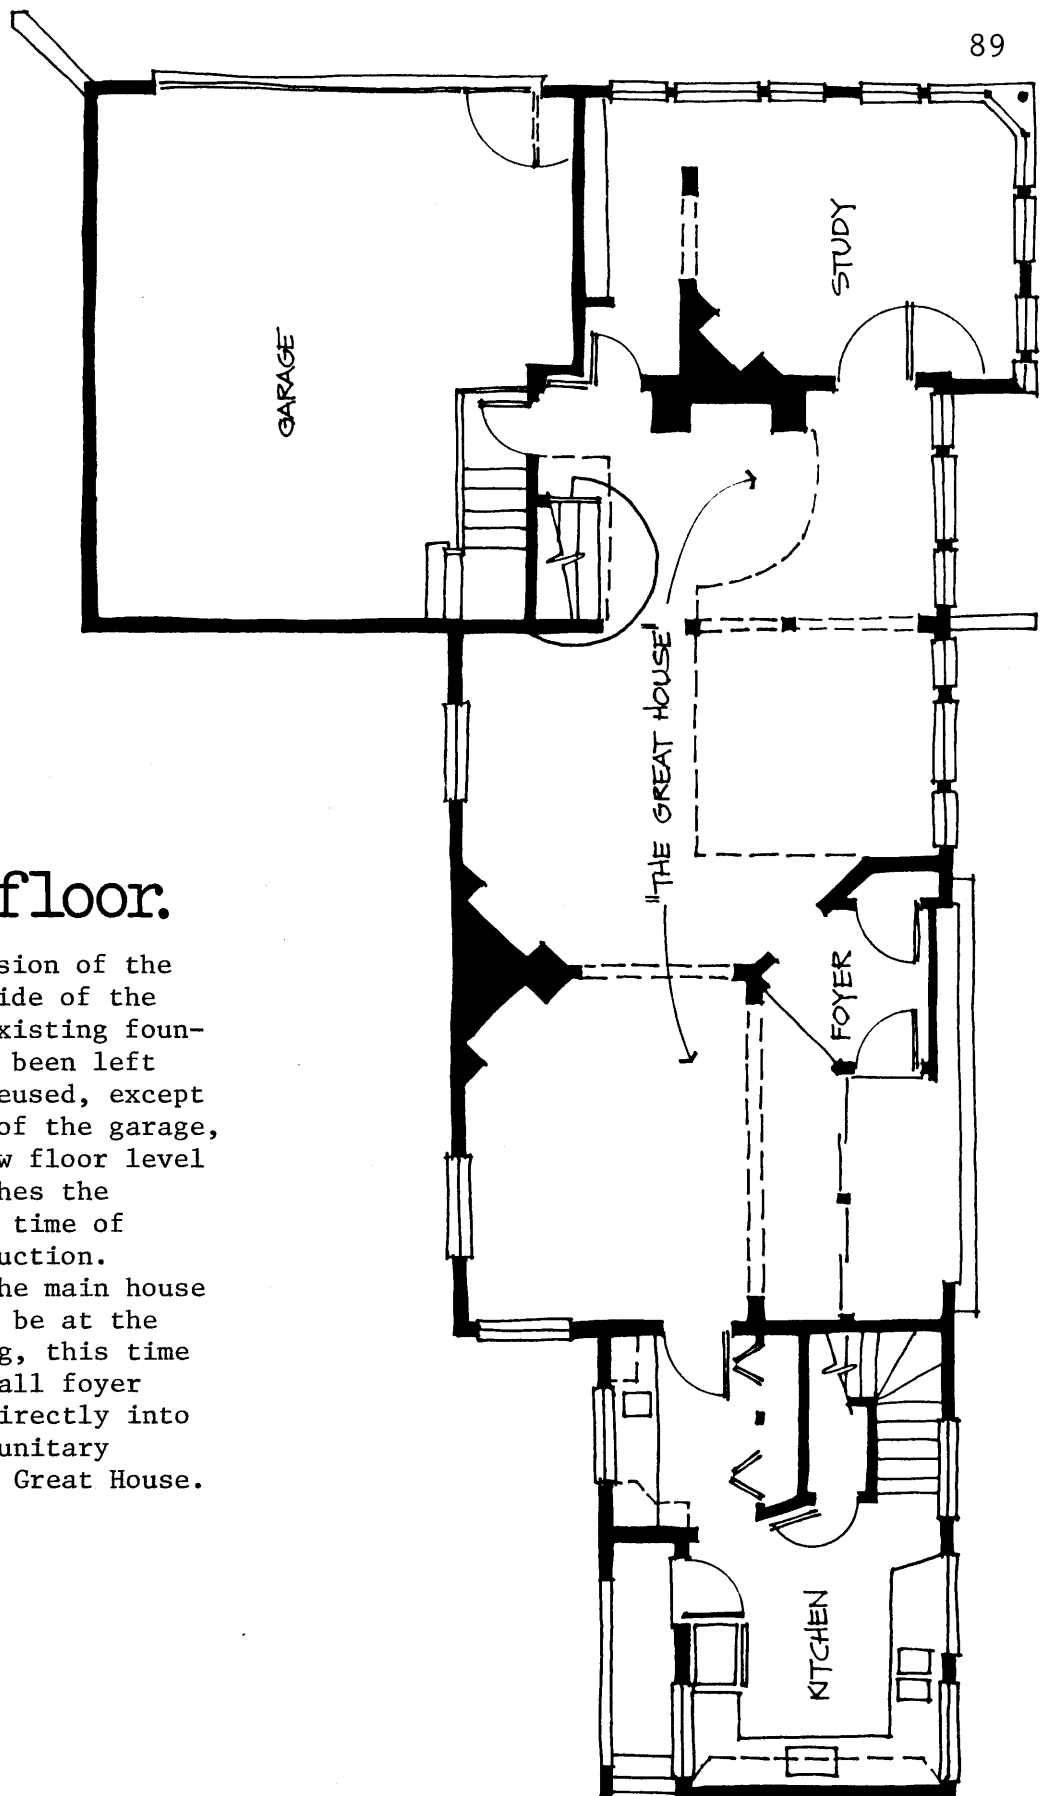 89
STUDY
GARAGE
"THE GREAT HOUSE"
floor.
sion of the
ide of the
xisting foun-
been left
eused, except
of the garage,
w floor level
hes the
time of
uction.
he main house
be at the
g, this time
all foyer
irectly into
unitary
Great House.
FOYER
KITCHEN